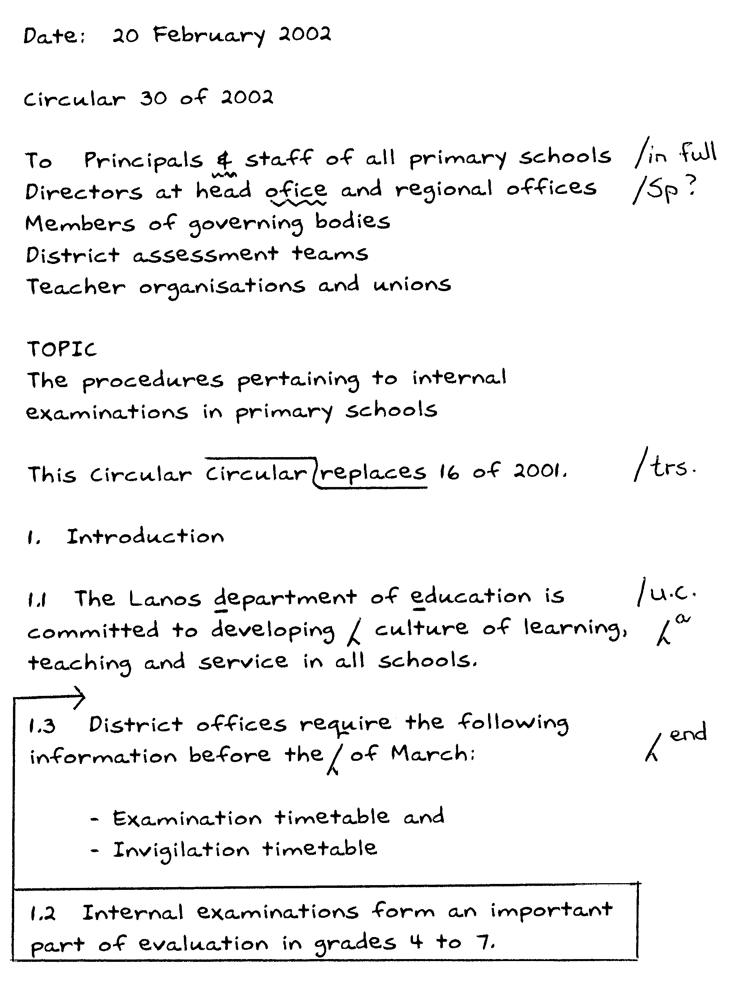 Date: 20 February 2002
Circular 30 of 2002
To Principals & staff of all primary schools /in full
Directors at head ofice and regional offices /Sp?
Members of governing bodies
District assessment teams
Teacher organisations and unions
TOPIC
The procedures pertaining to internal
examinations in primary schools
This Circular Circular replaces 16 of 2001. /trs.
1. Introduction
1.1 The Lanos department of education is /u.c.
committed to developing ⁁ culture of learning, ⁁ a
teaching and service in all schools.
1.3 District offices require the following
information before the ⁁ of March: ⁁ end
- Examination timetable and
- Invigilation timetable
1.2 Internal examinations form an important
part of evaluation in grades 4 to 7.